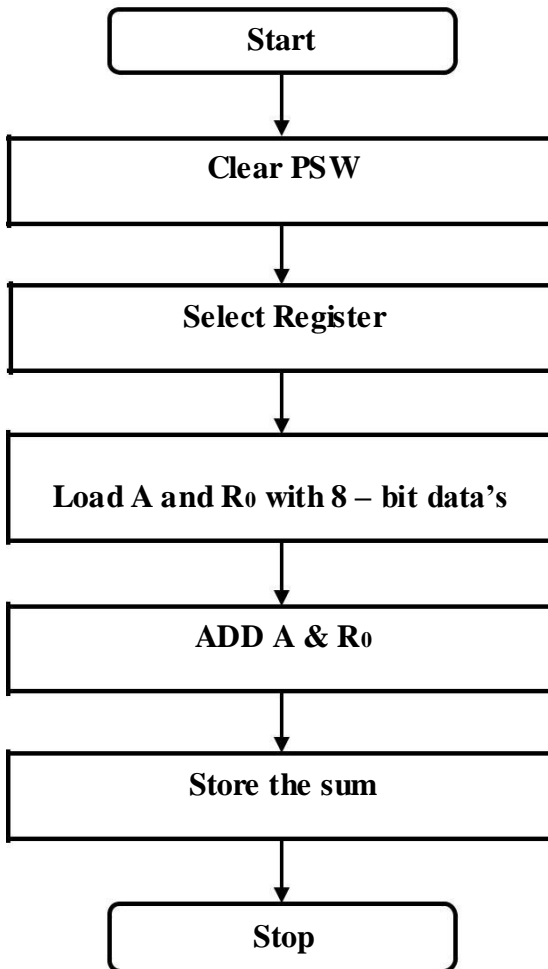 Start
Clear PSW
Select Register
Load A and R0 with 8 – bit data’s
ADD A & R0
Store the sum
Stop